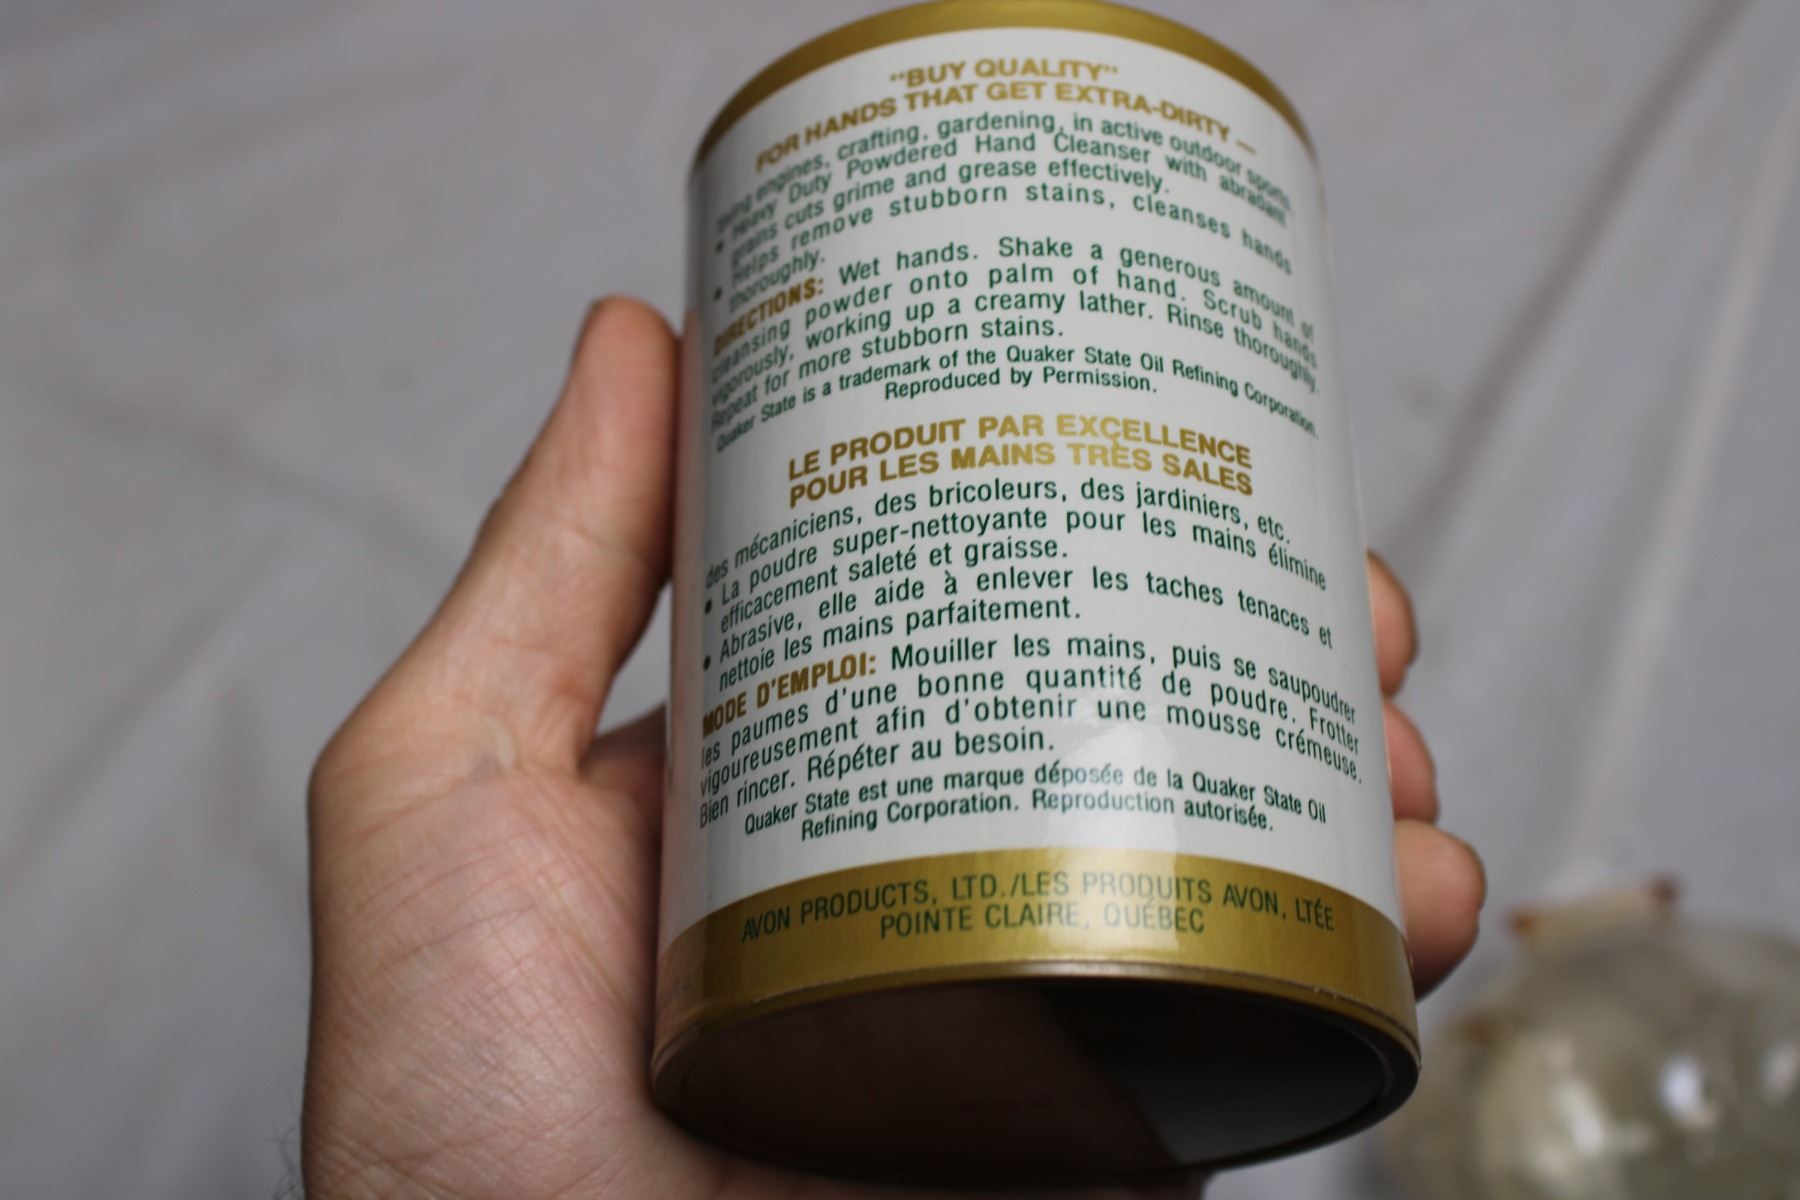 "BUY QUALITY"
FOR HANDS THAT GET EXTRA-DIRTY —
engines, crafting, gardening, in active outdoor sports.
• Heavy Duty Powdered Hand Cleanser with abradant
grains cuts grime and grease effectively.
• Helps remove stubborn stains, cleanses hands
thoroughly.
DIRECTIONS: Wet hands. Shake a generous amount of
cleansing powder onto palm of hand. Scrub hands
vigorously, working up a creamy lather. Rinse thoroughly.
Repeat for more stubborn stains.
Quaker State is a trademark of the Quaker State Oil Refining Corporation.
Reproduced by Permission.
LE PRODUIT PAR EXCELLENCE
POUR LES MAINS TRÈS SALES
des mécaniciens, des bricoleurs, des jardiniers, etc.
• La poudre super-nettoyante pour les mains élimine
efficacement saleté et graisse.
• Abrasive, elle aide à enlever les taches tenaces et
nettoie les mains parfaitement.
MODE D'EMPLOI: Mouiller les mains, puis se saupoudrer
les paumes d'une bonne quantité de poudre. Frotter
vigoureusement afin d'obtenir une mousse crémeuse.
Bien rincer. Répéter au besoin.
Quaker State est une marque déposée de la Quaker State Oil
Refining Corporation. Reproduction autorisée.
AVON PRODUCTS, LTD./LES PRODUITS AVON, LTÉE
POINTE CLAIRE, QUÉBEC